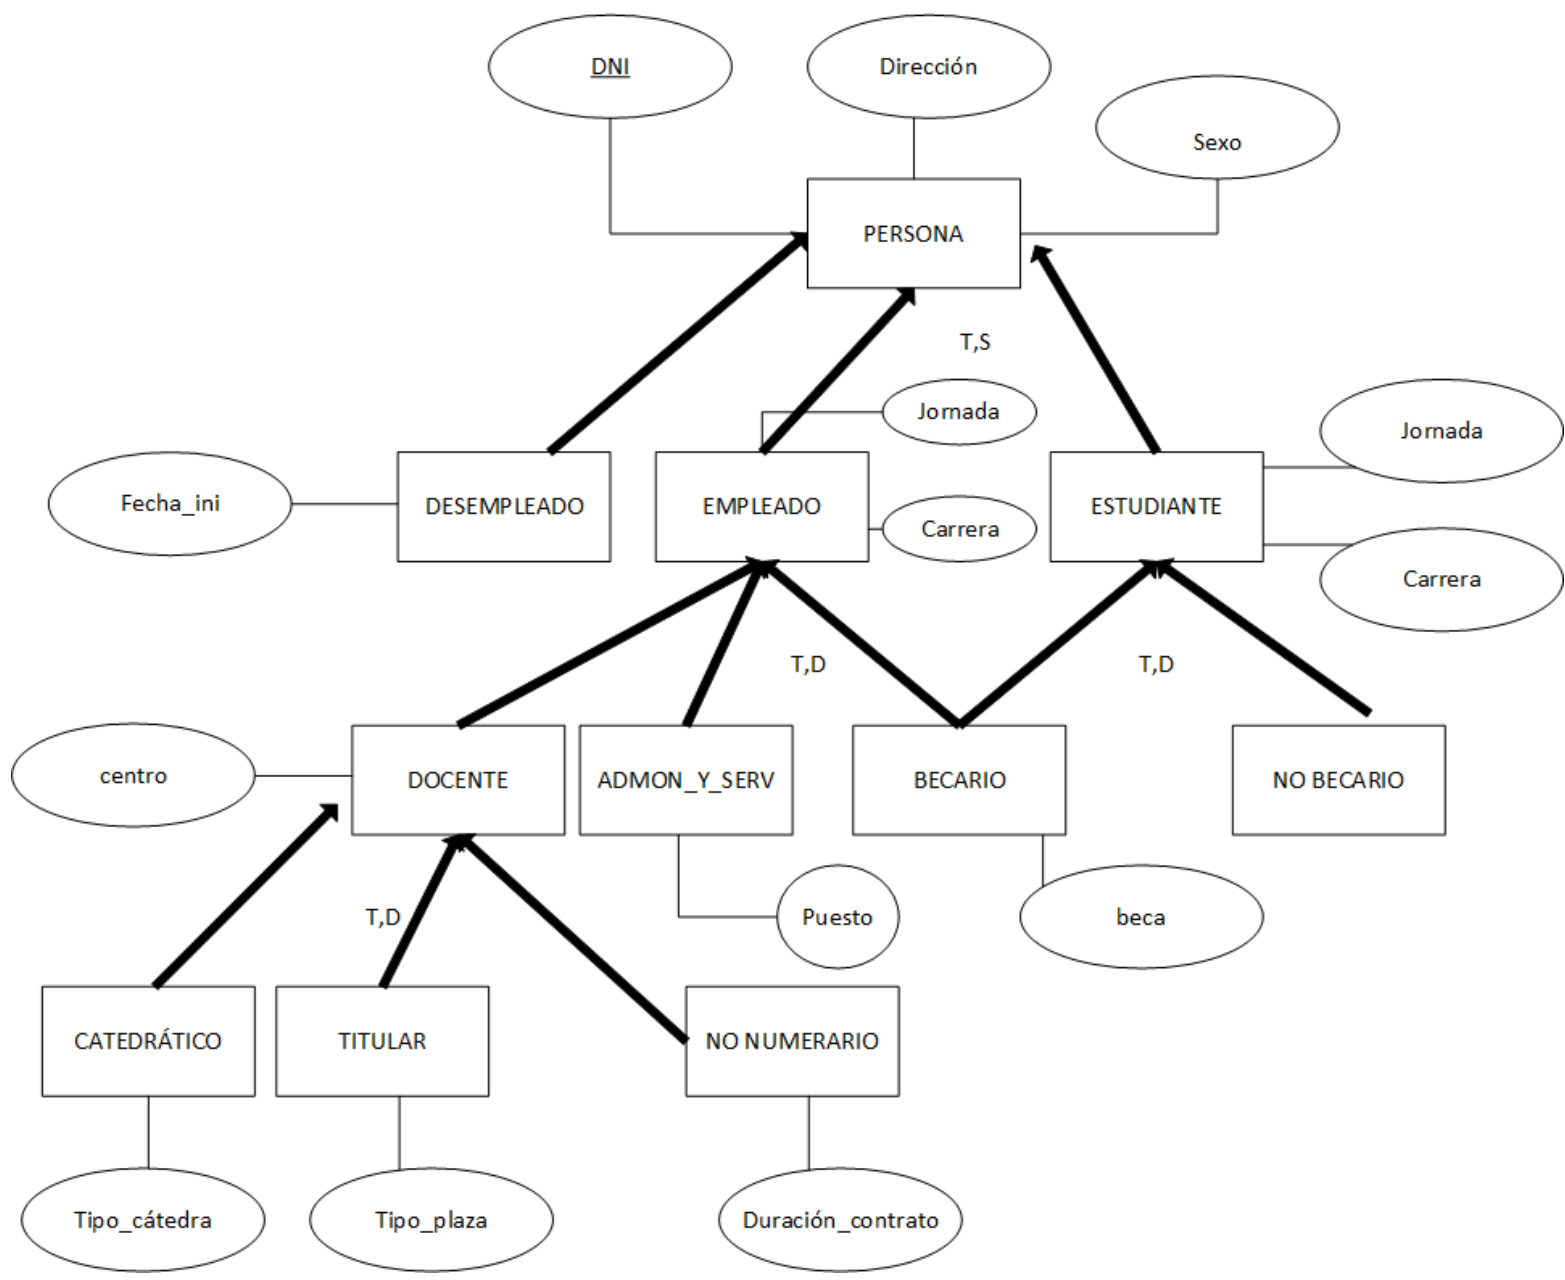 DNI
Dirección
Sexo
PERSONA
T,S
Jornada
Jornada
Fecha_ini
DESEMPLEADO
EMPLEADO
Carrera
ESTUDIANTE
Carrera
T,D
T,D
centro
DOCENTE
ADMON_Y_SERV
BECARIO
NO BECARIO
T,D
Puesto
beca
CATEDRÁTICO
TITULAR
NO NUMERARIO
Tipo_cátedra
Tipo_plaza
Duración_contrato